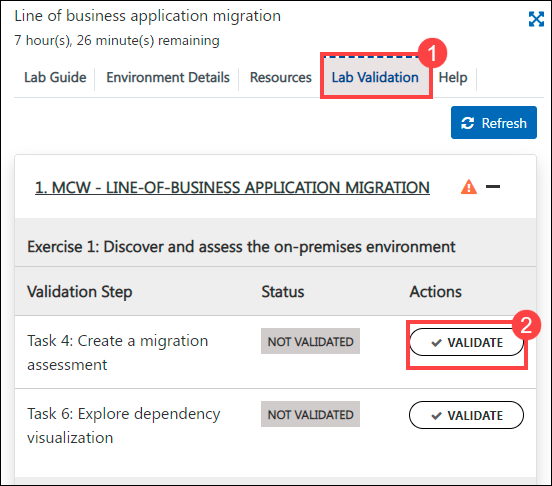 Line of business application migration
7 hour(s), 26 minute(s) remaining
1
Lab Guide Environment Details Resources Lab Validation Help
Refresh
1. MCW - LINE-OF-BUSINESS APPLICATION MIGRATION
Exercise 1: Discover and assess the on-premises environment
Validation Step Status Actions
2
Task 4: Create a migration NOT VALIDATED VALIDATE
assessment
Task 6: Explore dependency NOT VALIDATED VALIDATE
visualization